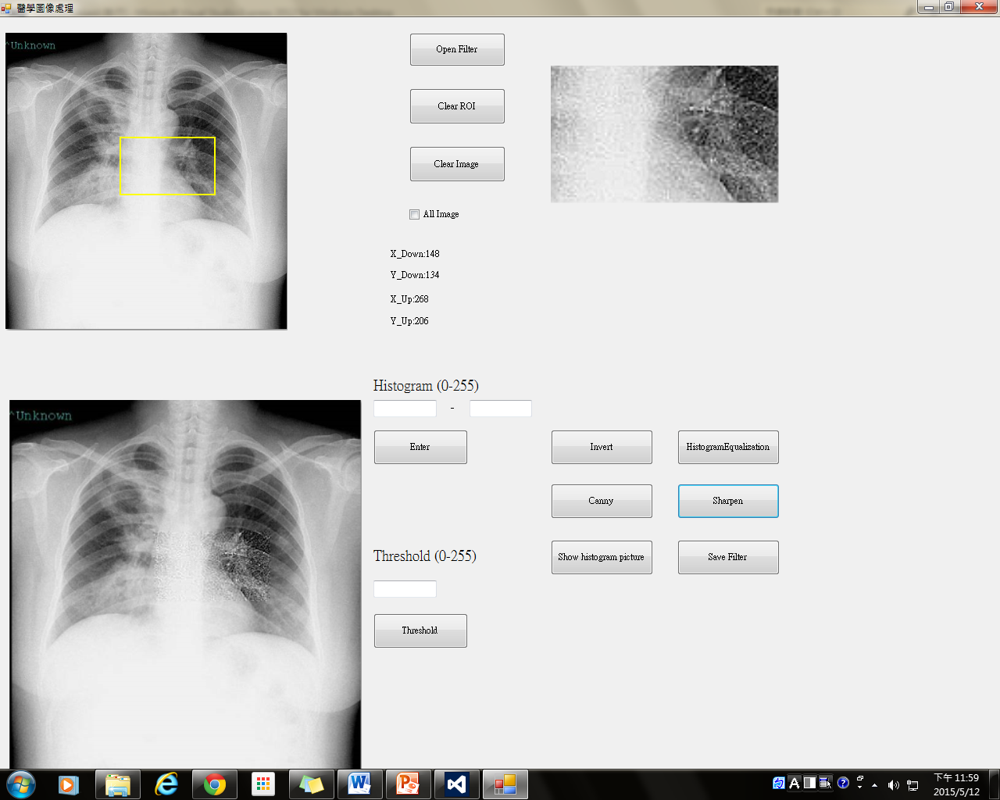 醫學圖像處理
^Unknown
Open Filter
Clear ROI
Clear Image
All Image
X_Down:148
Y_Down:134
X_Up:268
Y_Up:206
^Unknown
Histogram (0-255)
-
Enter
Invert
HistogramEqualization
Canny
Sharpen
Threshold (0-255)
Show histogram picture
Save Filter
Threshold
下午 11:59
2015/5/12